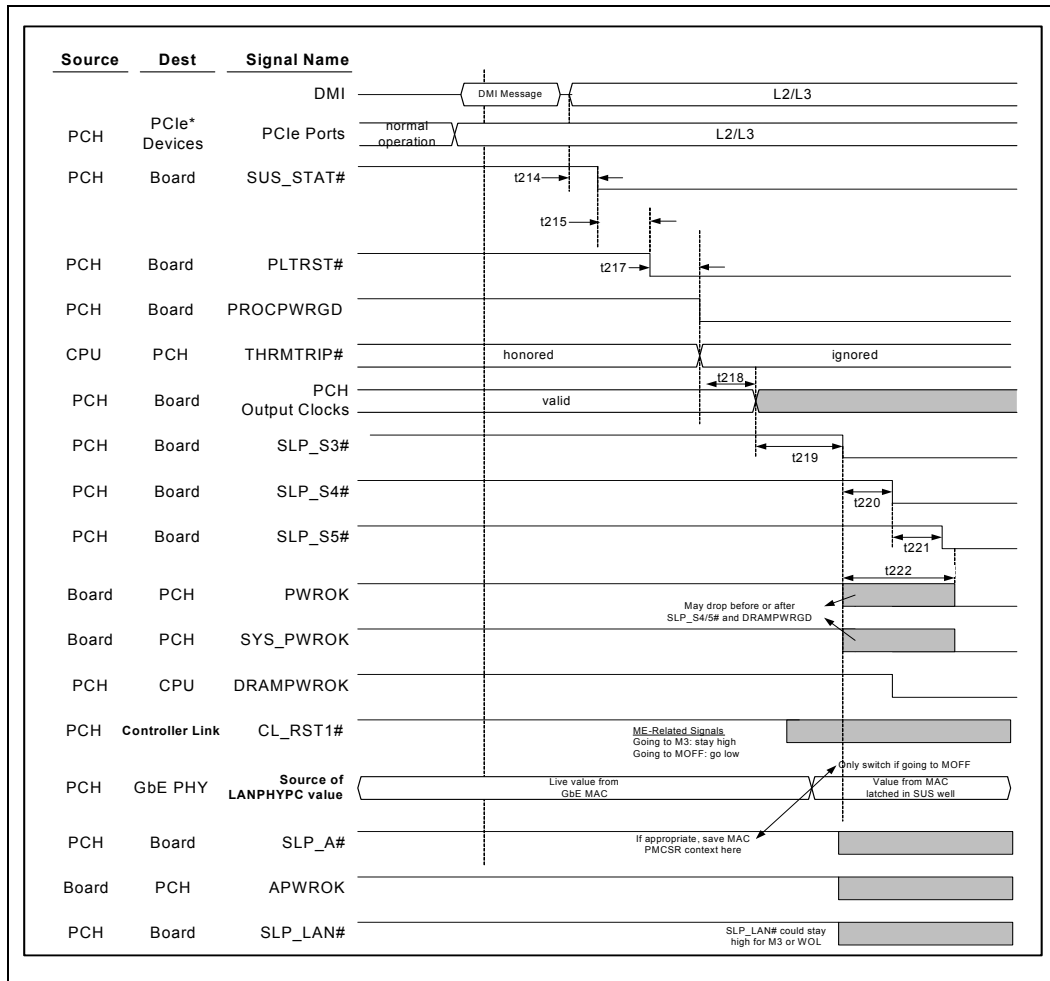 Source Dest Signal Name
DMI DMI Message L2/L3
PCH PCIe* Devices PCIe Ports normal operation L2/L3
PCH Board SUS_STAT# t214
t215
PCH Board PLTRST# t217
PCH Board PROCPWRGD
CPU PCH THRMTRIP# honored ignored
t218
PCH Board PCH Output Clocks valid
PCH Board SLP_S3# t219
PCH Board SLP_S4# t220
PCH Board SLP_S5# t221
t222
Board PCH PWROK
May drop before or after
SLP_S4/5# and DRAMPWRGD
Board PCH SYS_PWROK
PCH CPU DRAMPWROK
PCH Controller Link CL_RST1#
ME-Related Signals
Going to M3: stay high
Going to MOFF: go low
Only switch if going to MOFF
PCH GbE PHY Source of LANPHYPC value
Live value from
GbE MAC
Value from MAC
latched in SUS well
PCH Board SLP_A#
If appropriate, save MAC
PMCSR context here
Board PCH APWROK
PCH Board SLP_LAN#
SLP_LAN# could stay
high for M3 or WOL